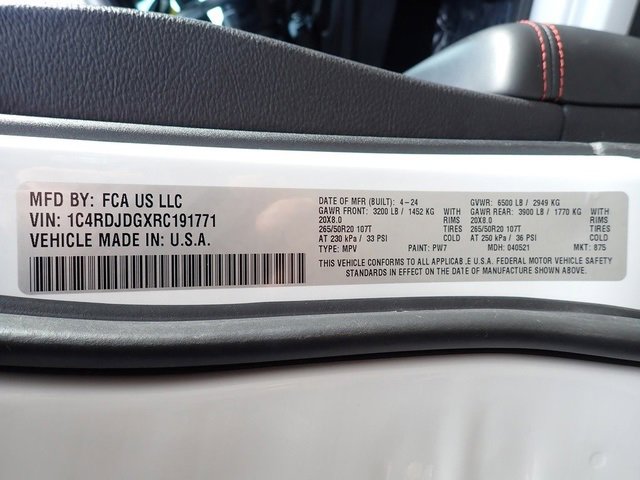 MFD BY: FCA US LLC
VIN: 1C4RDJDGXRC191771
VEHICLE MADE IN: U.S.A.
DATE OF MFR (BUILT): 4-24 GVWR: 6500 LB / 2949 KG
GAWR FRONT: 3200 LB / 1452 KG WITH GAWR REAR: 3900 LB / 1770 KG WITH
20X8.0 RIMS 20X8.0 RIMS
265/50R20 107T TIRES 265/50R20 107T TIRES
AT 230 kPa / 33 PSI COLD AT 250 kPa / 36 PSI COLD
TYPE: MPV PAINT: PW7 MDH: 040521 MKT: 875
THIS VEHICLE CONFORMS TO ALL APPLICAB.E U.S.A. FEDERAL MOTOR VEHICLE SAFETY
STANDARDS IN EFFECT ON THE DATE OF MANUFACTURE SHOWN ABOVE.